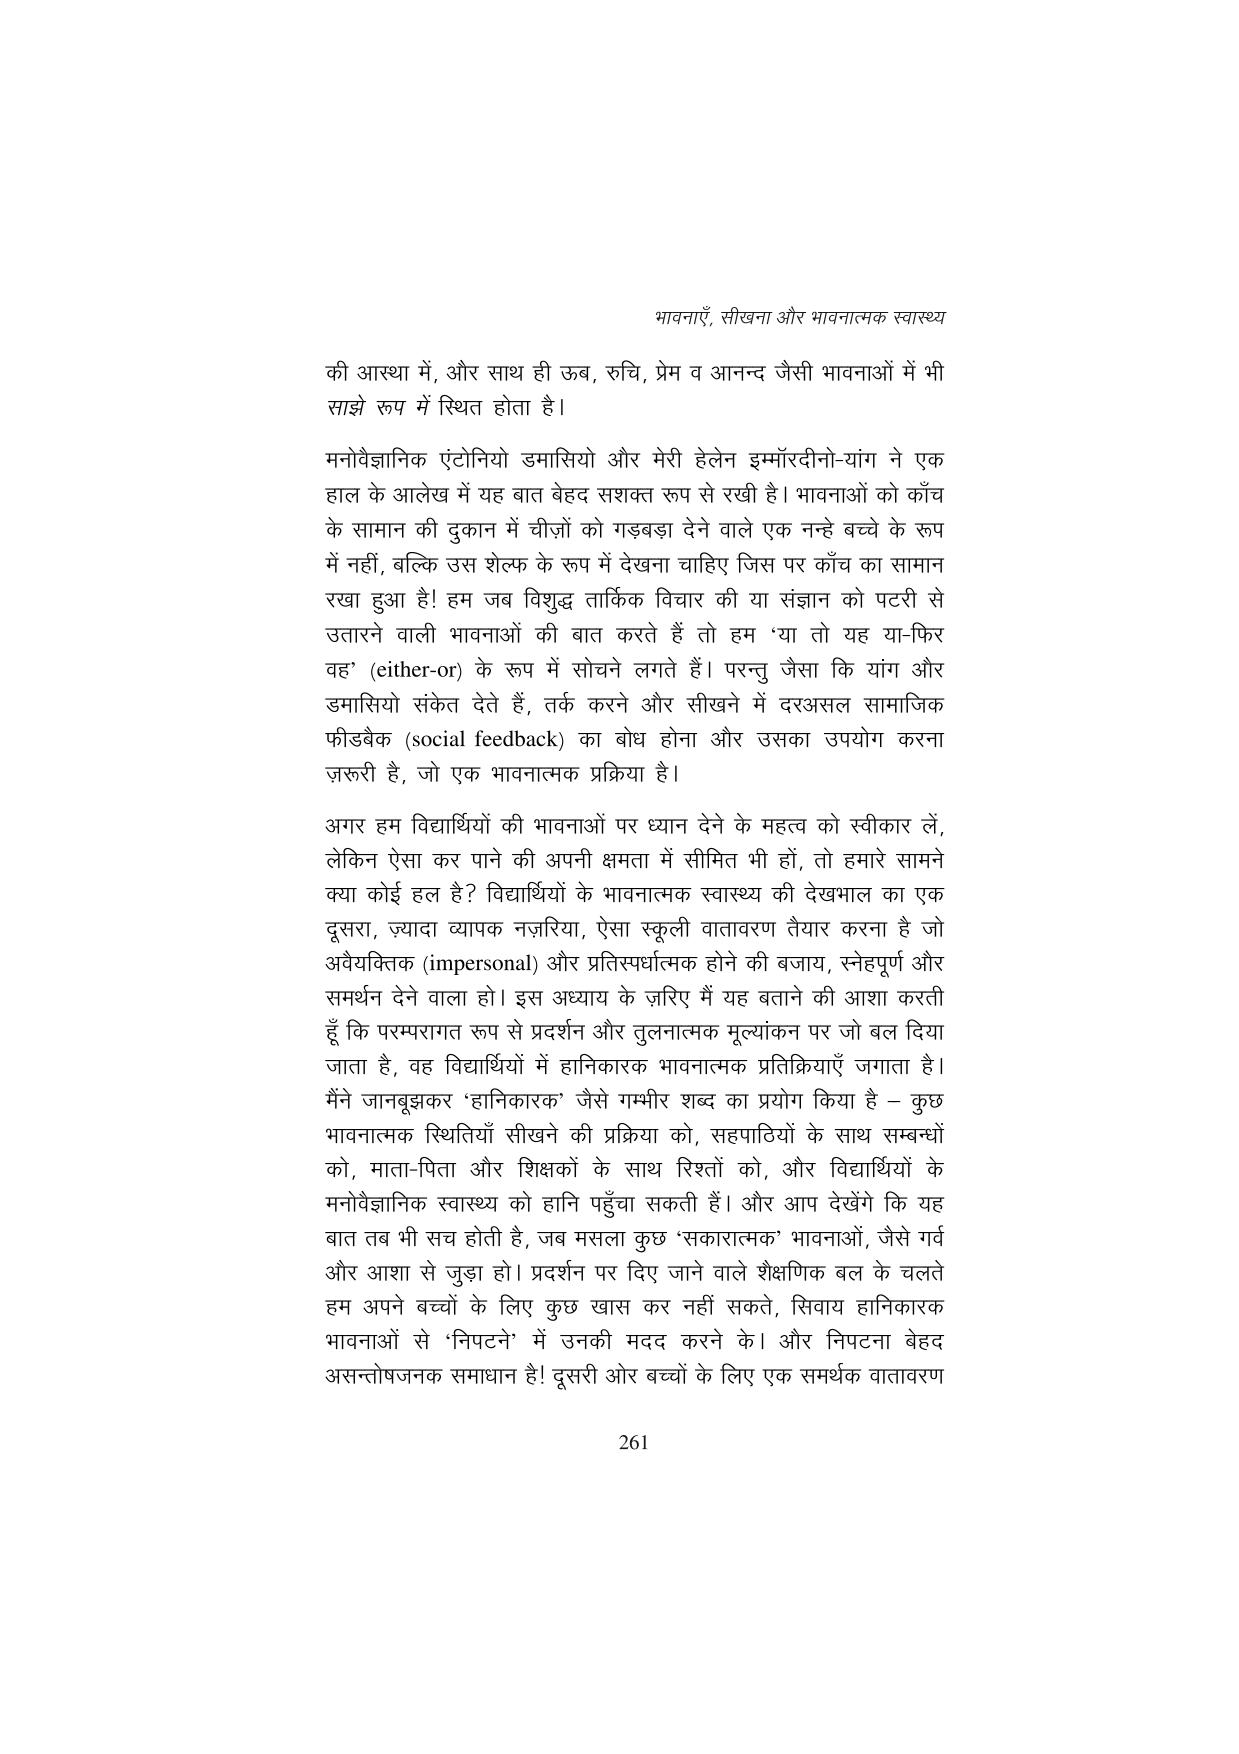 भावनाएँ, सीखना और भावनात्मक स्वास्थ्य
की आस्था में, और साथ ही ऊब, रुचि, प्रेम व आनन्द जैसी भावनाओं में भी
साझे रूप में स्थित होता है।
मनोवैज्ञानिक एंटोनियो डमासियो और मेरी हेलेन इम्मॉरदीनो-यांग ने एक
हाल के आलेख में यह बात बेहद सशक्त रूप से रखी है। भावनाओं को काँच
के सामान की दुकान में चीज़ों को गड़बड़ा देने वाले एक नन्हे बच्चे के रूप
में नहीं, बल्कि उस शेल्फ के रूप में देखना चाहिए जिस पर काँच का सामान
रखा हुआ है! हम जब विशुद्ध तार्किक विचार की या संज्ञान को पटरी से
उतारने वाली भावनाओं की बात करते हैं तो हम ‘या तो यह या-फिर
वह’ (either-or) के रूप में सोचने लगते हैं। परन्तु जैसा कि यांग और
डमासियो संकेत देते हैं, तर्क करने और सीखने में दरअसल सामाजिक
फीडबैक (social feedback) का बोध होना और उसका उपयोग करना
ज़रूरी है, जो एक भावनात्मक प्रक्रिया है।
अगर हम विद्यार्थियों की भावनाओं पर ध्यान देने के महत्व को स्वीकार लें,
लेकिन ऐसा कर पाने की अपनी क्षमता में सीमित भी हों, तो हमारे सामने
क्या कोई हल है? विद्यार्थियों के भावनात्मक स्वास्थ्य की देखभाल का एक
दूसरा, ज़्यादा व्यापक नज़रिया, ऐसा स्कूली वातावरण तैयार करना है जो
अवैयक्तिक (impersonal) और प्रतिस्पर्धात्मक होने की बजाय, स्नेहपूर्ण और
समर्थन देने वाला हो। इस अध्याय के ज़रिए मैं यह बताने की आशा करती
हूँ कि परम्परागत रूप से प्रदर्शन और तुलनात्मक मूल्यांकन पर जो बल दिया
जाता है, वह विद्यार्थियों में हानिकारक भावनात्मक प्रतिक्रियाएँ जगाता है।
मैंने जानबूझकर ‘हानिकारक’ जैसे गम्भीर शब्द का प्रयोग किया है – कुछ
भावनात्मक स्थितियाँ सीखने की प्रक्रिया को, सहपाठियों के साथ सम्बन्धों
को, माता-पिता और शिक्षकों के साथ रिश्तों को, और विद्यार्थियों के
मनोवैज्ञानिक स्वास्थ्य को हानि पहुँचा सकती हैं। और आप देखेंगे कि यह
बात तब भी सच होती है, जब मसला कुछ ‘सकारात्मक’ भावनाओं, जैसे गर्व
और आशा से जुड़ा हो। प्रदर्शन पर दिए जाने वाले शैक्षणिक बल के चलते
हम अपने बच्चों के लिए कुछ खास कर नहीं सकते, सिवाय हानिकारक
भावनाओं से ‘निपटने’ में उनकी मदद करने के। और निपटना बेहद
असन्तोषजनक समाधान है! दूसरी ओर बच्चों के लिए एक समर्थक वातावरण
261